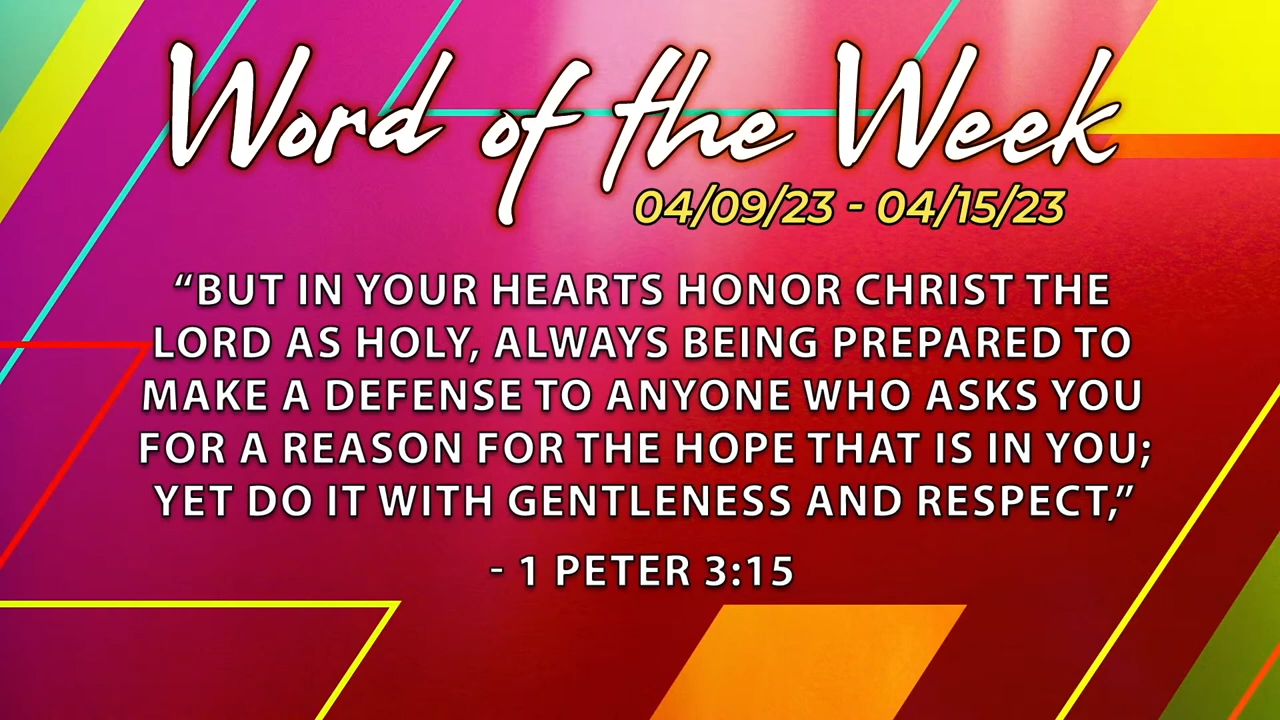 Word of the Week
04/09/23 - 04/15/23
“BUT IN YOUR HEARTS HONOR CHRIST THE
LORD AS HOLY, ALWAYS BEING PREPARED TO
MAKE A DEFENSE TO ANYONE WHO ASKS YOU
FOR A REASON FOR THE HOPE THAT IS IN YOU;
YET DO IT WITH GENTLENESS AND RESPECT,”
- 1 PETER 3:15